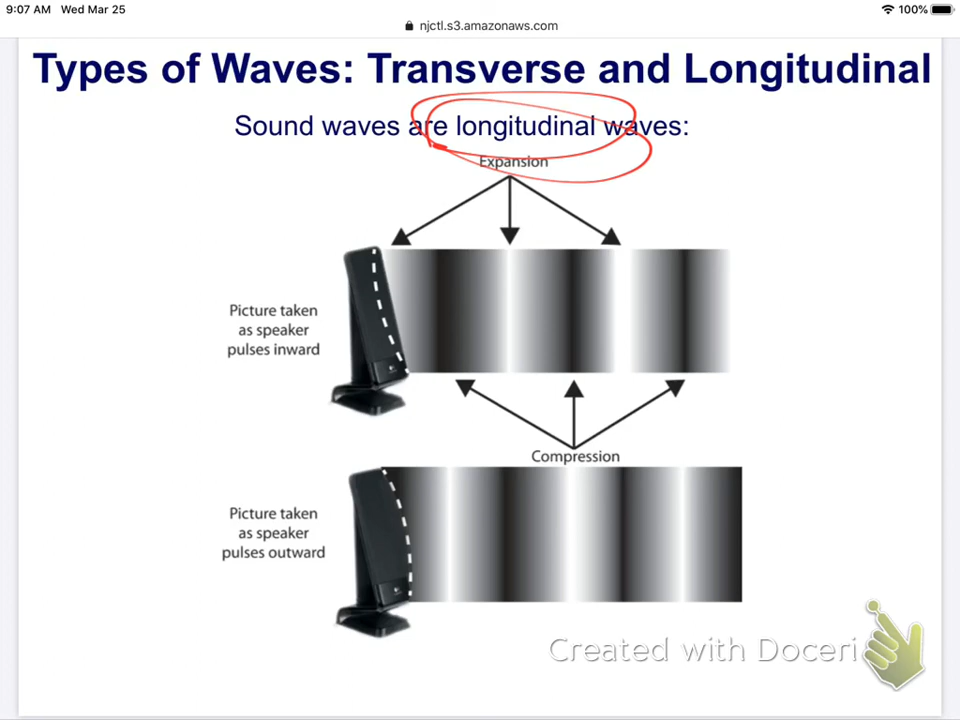 9:07 AM Wed Mar 25
100%
njctl.s3.amazonaws.com
Types of Waves: Transverse and Longitudinal
Sound waves are longitudinal waves:
Expansion
Picture taken
as speaker
pulses inward
Compression
Picture taken
as speaker
pulses outward
Created with Doceri